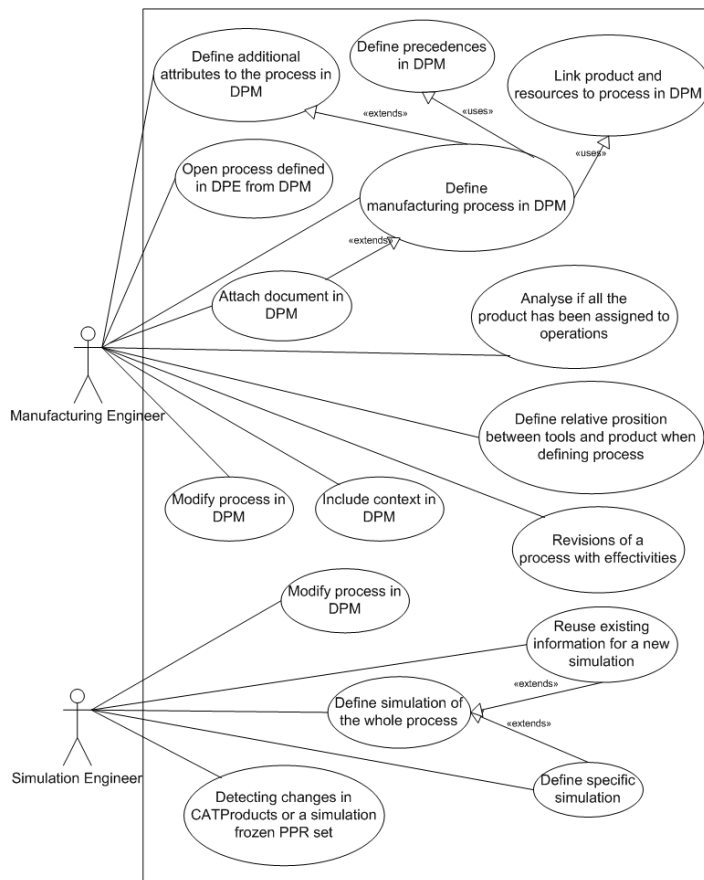 Define additional
attributes to the process in
DPM
Define precedences
in DPM
Link product and
resources to process in DPM
«extends»
«uses»
«uses»
Open process defined
in DPE from DPM
Define
manufacturing process in DPM
«extends»
Attach document in
DPM
Analyse if all the
product has been assigned to
operations
Manufacturing Engineer
Define relative prosition
between tools and product when
defining process
Modify process in
DPM
Include context in
DPM
Revisions of a
process with effectivities
Modify process in
DPM
Reuse existing
information for a new
simulation
«extends»
Define simulation of
the whole process
«extends»
Simulation Engineer
Define specific
simulation
Detecting changes in
CATProducts or a simulation
frozen PPR set